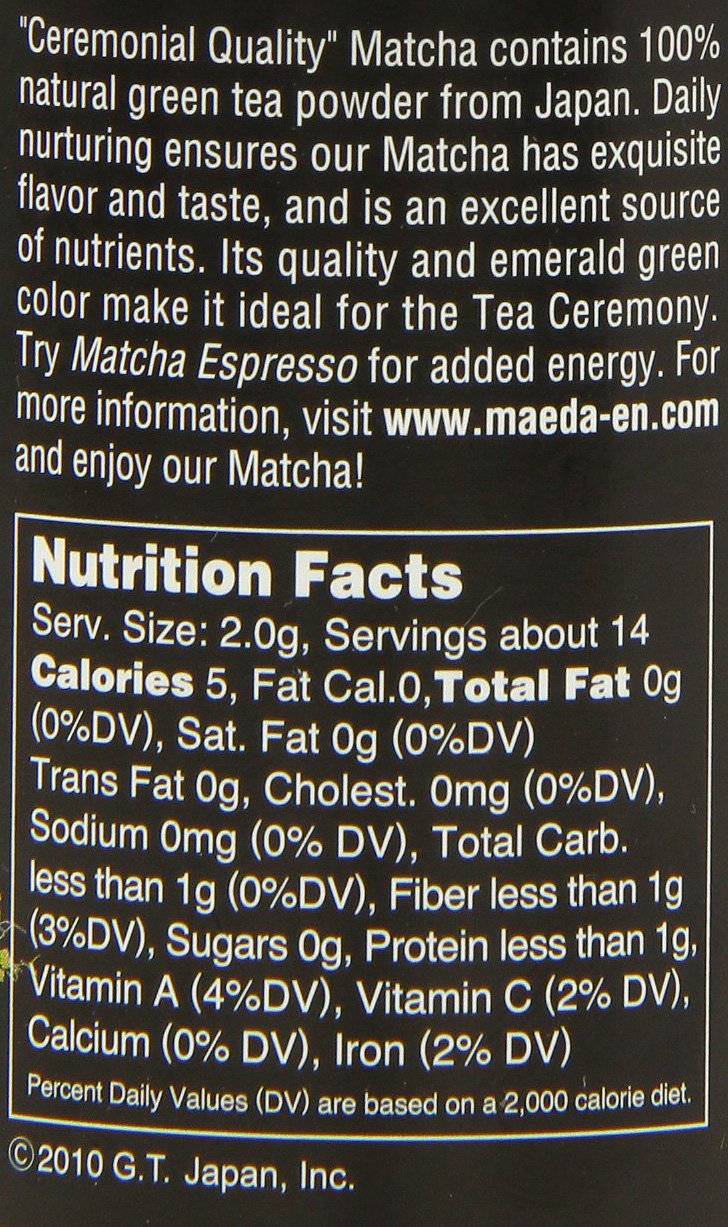 "Ceremonial Quality" Matcha contains 100%
natural green tea powder from Japan. Daily
nurturing ensures our Matcha has exquisite
flavor and taste, and is an excellent source
of nutrients. Its quality and emerald green
color make it ideal for the Tea Ceremony.
Try Matcha Espresso for added energy. For
more information, visit www.maeda-en.com
and enjoy our Matcha!
Nutrition Facts
Serv. Size: 2.0g, Servings about 14
Calories 5, Fat Cal.0,Total Fat 0g
(0%DV), Sat. Fat 0g (0%DV)
Trans Fat 0g, Cholest. 0mg (0%DV),
Sodium 0mg (0% DV), Total Carb.
less than 1g (0%DV), Fiber less than 1g
(3%DV), Sugars 0g, Protein less than 1g,
Vitamin A (4%DV), Vitamin C (2% DV),
Calcium (0% DV), Iron (2% DV)
Percent Daily Values (DV) are based on a 2,000 calorie diet.
©2010 G.T. Japan, Inc.